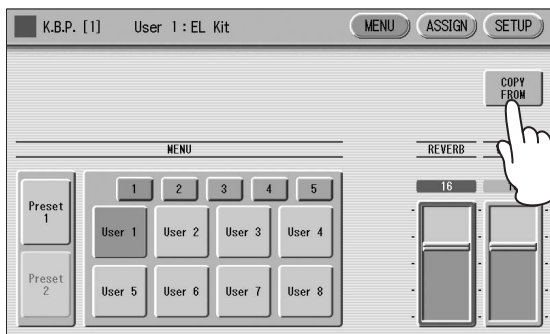 K.B.P. [1] User 1 : EL Kit MENU ASSIGN SETUP
COPY
FROM
MENU REVERB
1 2 3 4 5 16
Preset
1
User 1 User 2 User 3 User 4
Preset
2
User 5 User 6 User 7 User 8